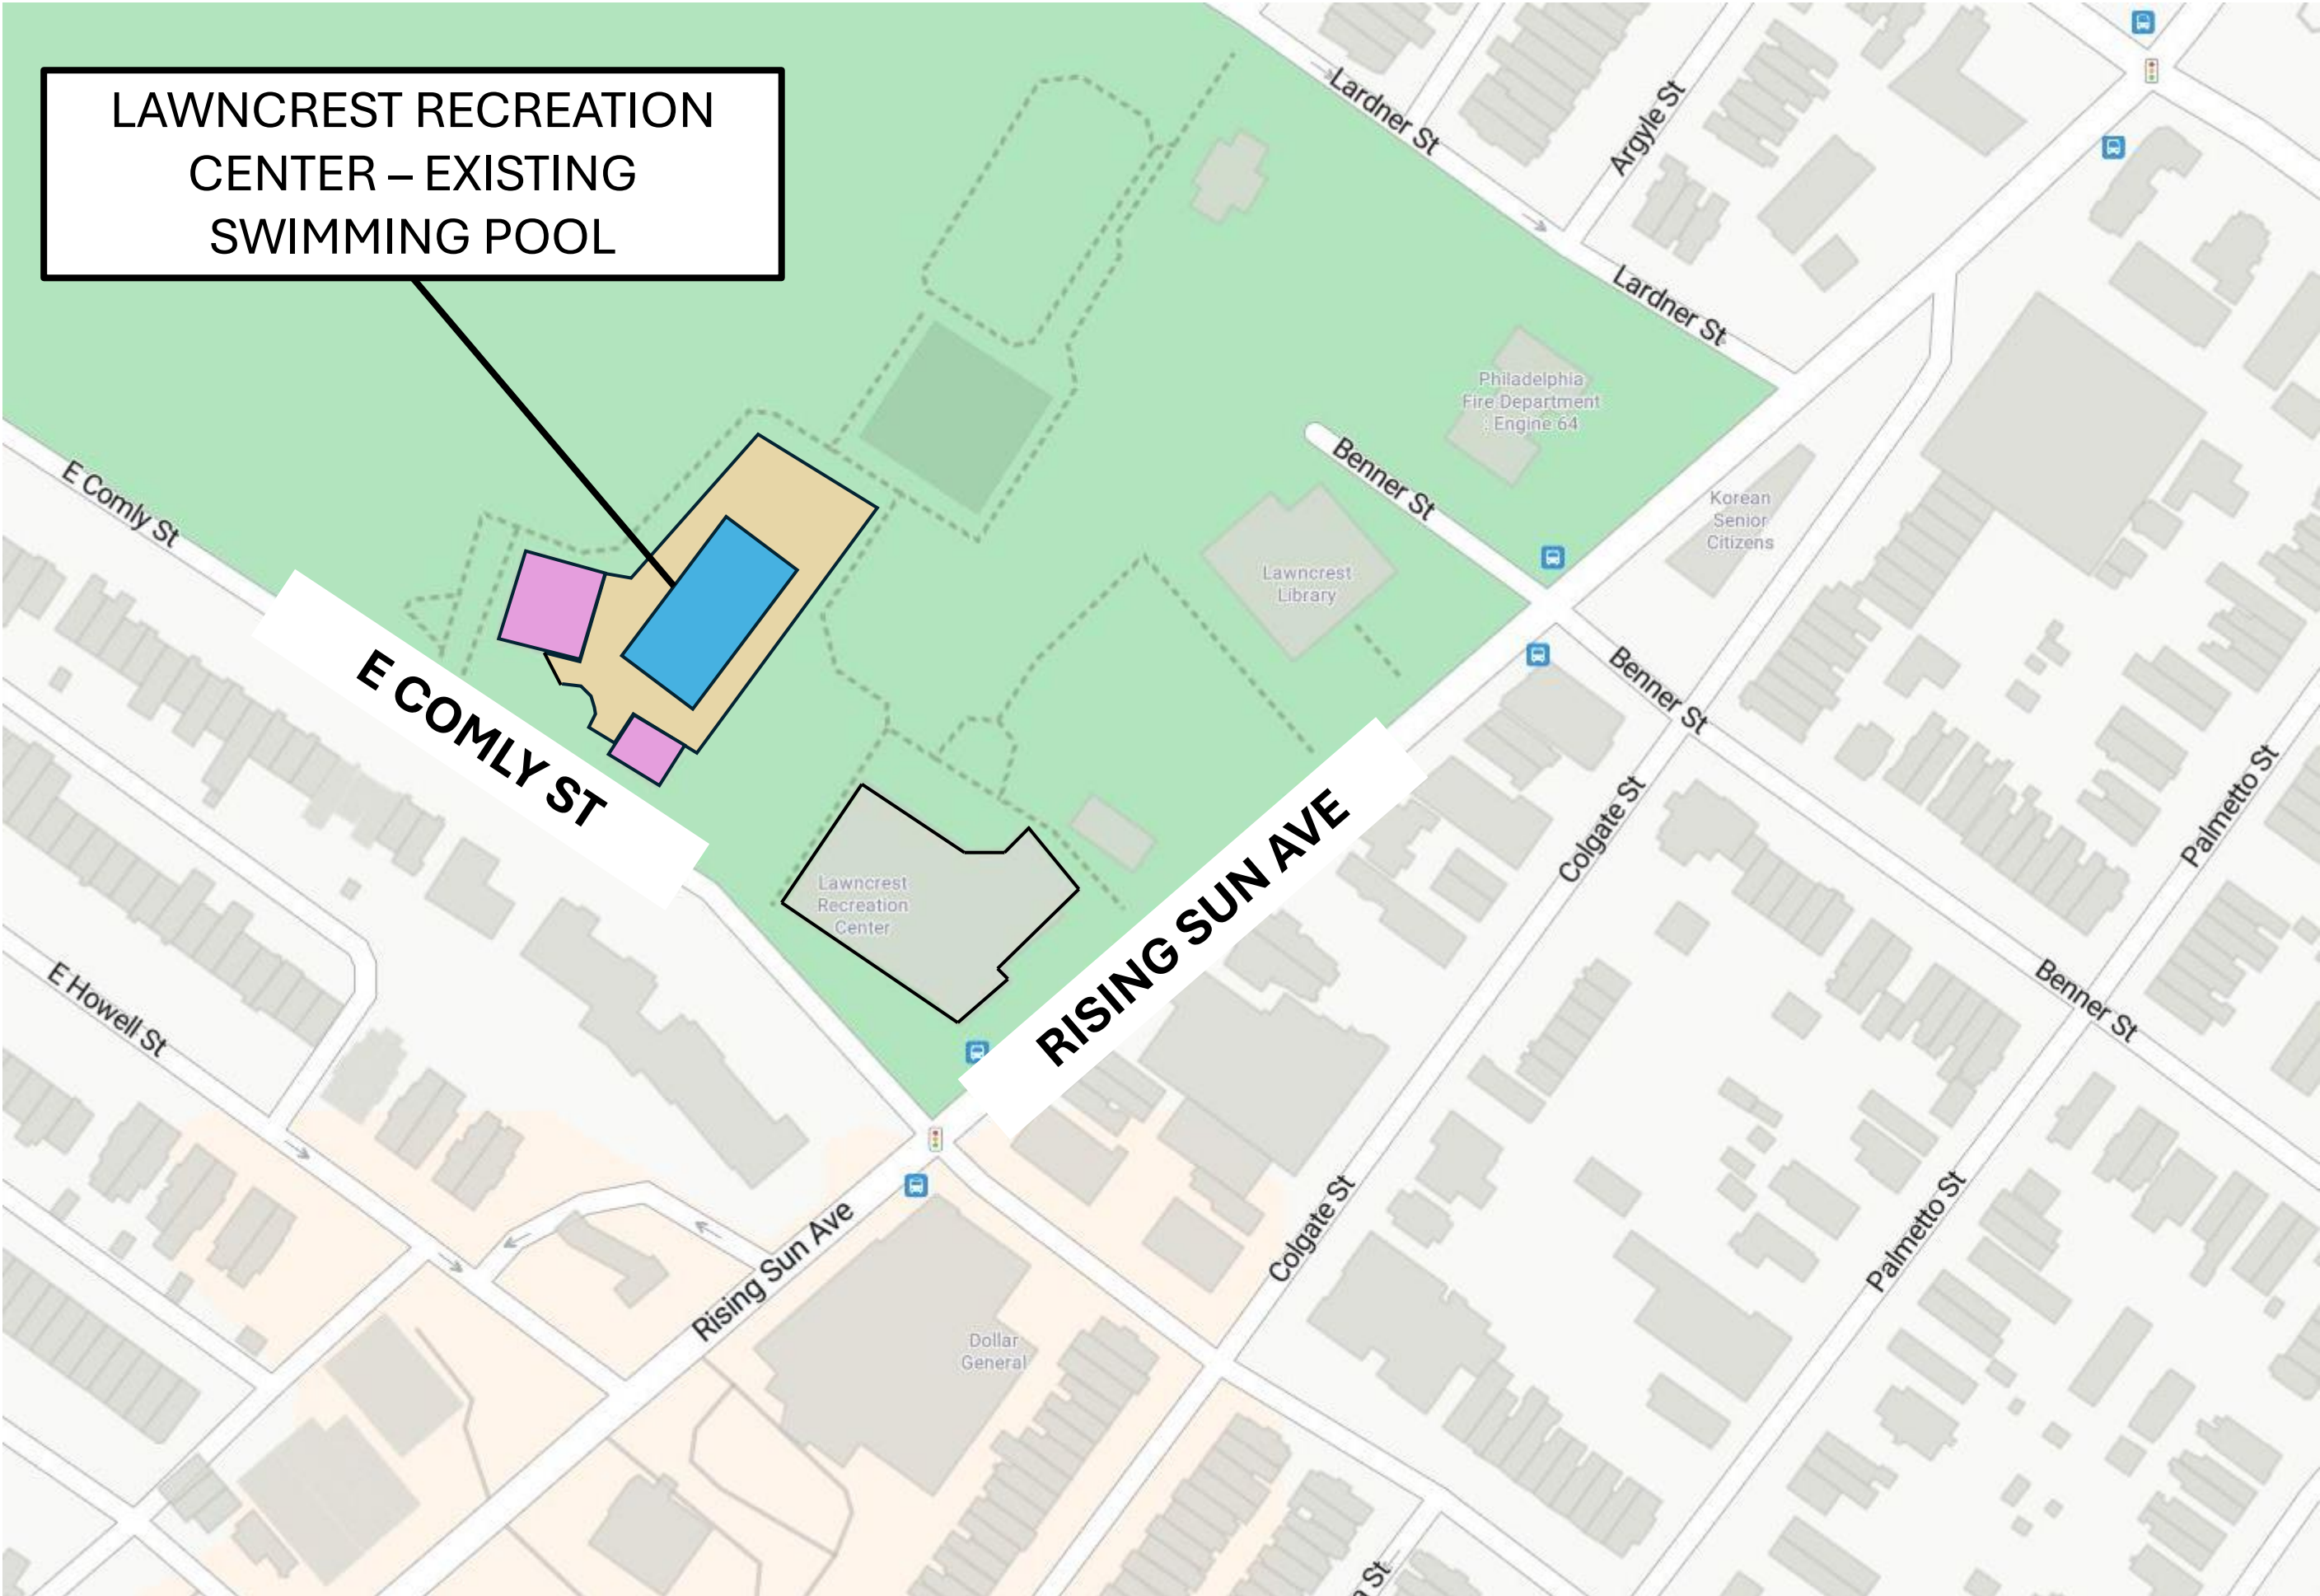 LAWNCREST RECREATION
CENTER – EXISTING
SWIMMING POOL
Lardner St
Argyle St
Lardner St
Philadelphia
Fire Department
: Engine 64
Benner St
Korean
Senior
Citizens
E Comly St
Lawncrest
Library
Benner St
E COMLY ST
Palmetto St
Colgate St
RISING SUN AVE
Lawncrest
Recreation
Center
E Howell St
Benner St
Rising Sun Ave
Colgate St
Palmetto St
Dollar
General
St